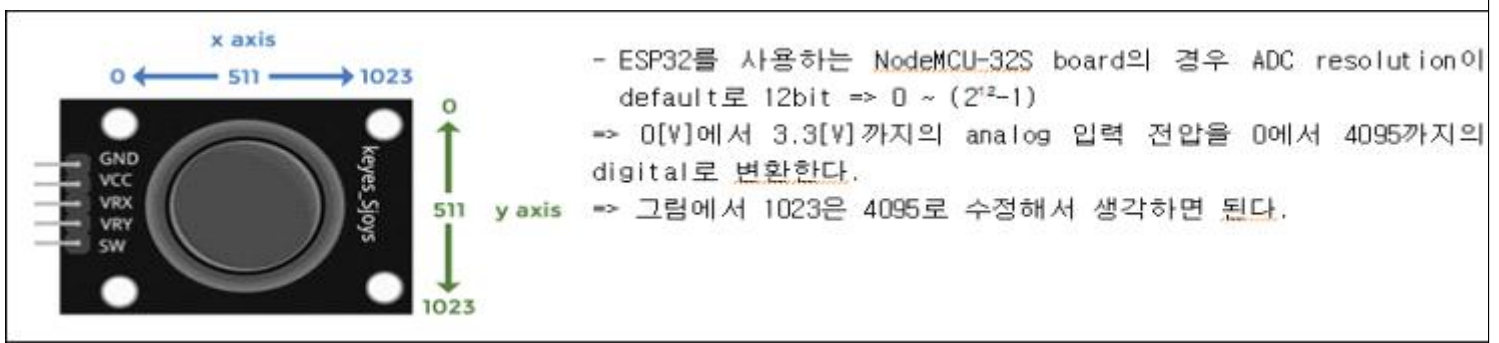 x axis
0 511 1023
0
GND
VCC
VRX
VRY
SW
keyes_Sjoys
511 y axis
1023
- ESP32를 사용하는 NodeMCU-32S board의 경우 ADC resolution이
default로 12bit => 0 ~ (2¹²-1)
=> 0[V]에서 3.3[V]까지의 analog 입력 전압을 0에서 4095까지의
digital로 변환한다.
=> 그림에서 1023은 4095로 수정해서 생각하면 된다.